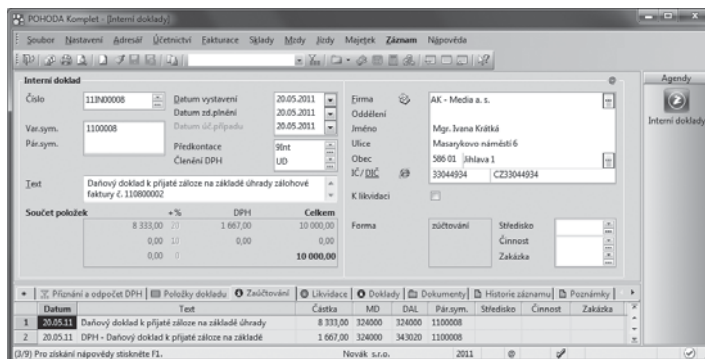 POHODA Komplet - [Interní doklady]
Soubor Nastavení Adresář Účetnictví Fakturace Sklady Mzdy Jízdy Majetek Záznam Nápověda
Interní doklad
Číslo 11IN00008
Datum vystavení 20.05.2011
Datum zd.plnění 20.05.2011
Datum úč.případu 20.05.2011
Var.sym. 1100008
Pár.sym.
Předkontace 9Int
Členění DPH UD
Text Daňový doklad k přijaté záloze na základě úhrady zálohové
faktury č. 110800002
Součet položek +% DPH Celkem
8 333,00 20 1 667,00 10 000,00
0,00 10 0,00 0,00
0,00 0 10 000,00
Firma AK - Media a. s.
Oddělení
Jméno Mgr. Ivana Krátká
Ulice Masarykovo náměstí 6
Obec 586 01 Jihlava 1
IČ/DIČ 33044934 CZ33044934
K likvidaci
Forma zúčtování
Středisko
Činnost
Zakázka
Agendy
Interní doklady
Přiznání a odpočet DPH Položky dokladu Zaúčtování Likvidace Doklady Dokumenty Historie záznamu Poznámky
Datum Text Částka MD DAL Pár.sym. Středisko Činnost Zakázka
1 20.05.11 Daňový doklad k přijaté záloze na základě úhrady 8 333,00 324000 324000 1100008
2 20.05.11 DPH - Daňový doklad k přijaté záloze na základě 1 667,00 324000 343020 1100008
(3/9) Pro získání nápovědy stiskněte F1. Novák s.r.o. 2011 @